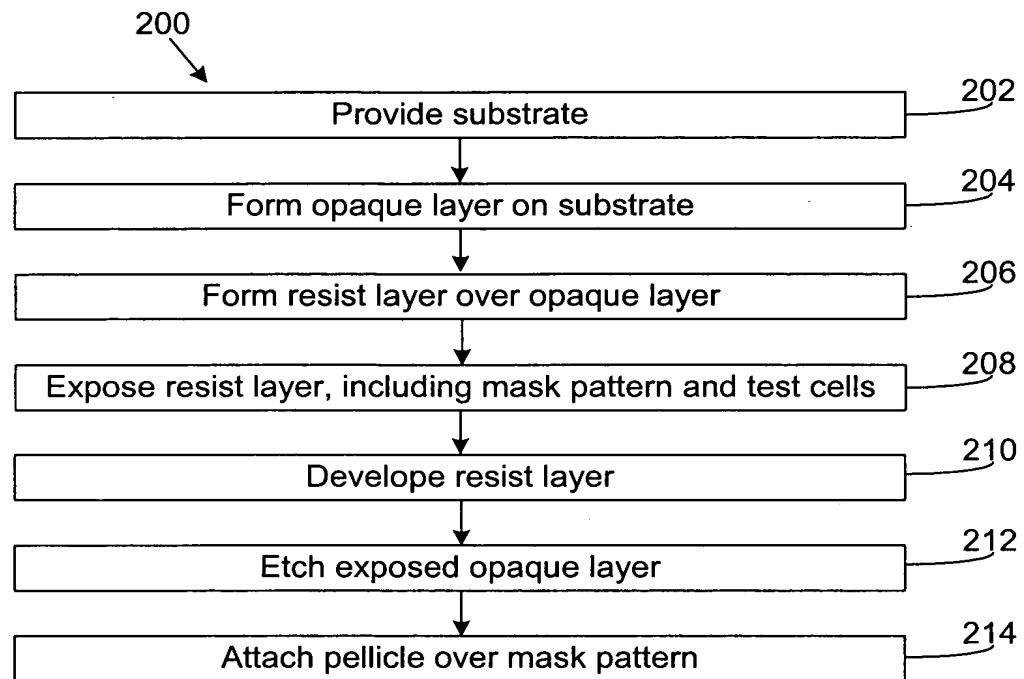 200
Provide substrate 202
Form opaque layer on substrate 204
Form resist layer over opaque layer 206
Expose resist layer, including mask pattern and test cells 208
Develope resist layer 210
Etch exposed opaque layer 212
Attach pellicle over mask pattern 214